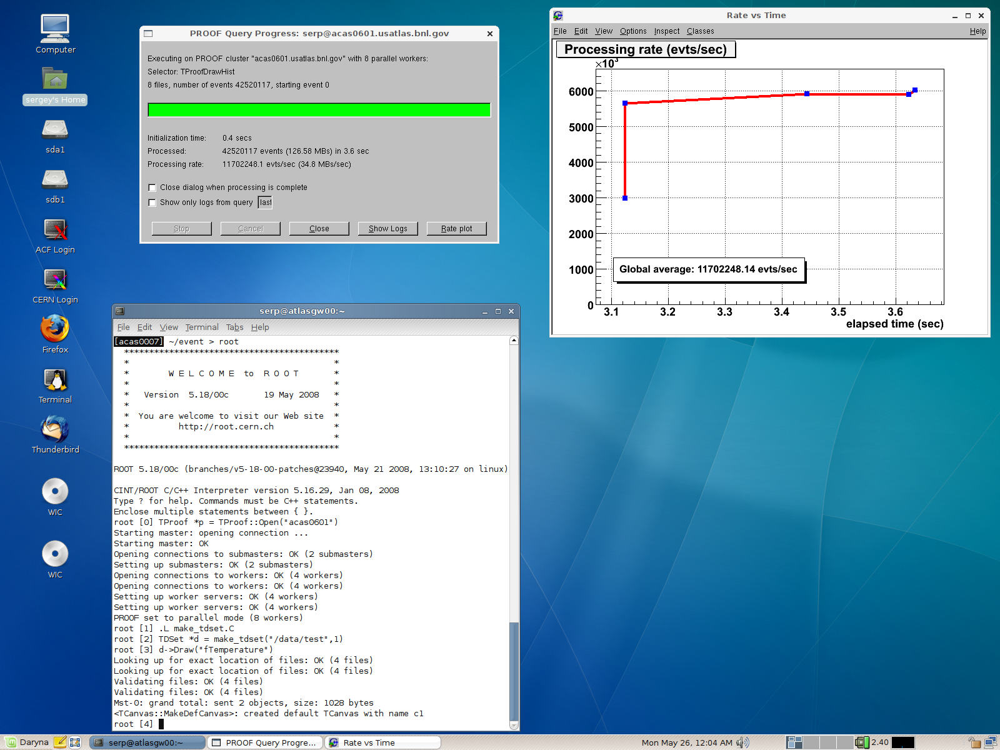 Computer
sergey's Home
sda1
sdb1
ACF Login
CERN Login
Firefox
Terminal
Thunderbird
WIC
WIC
PROOF Query Progress: serp@acas0601.usatlas.bnl.gov
Executing on PROOF cluster "acas0601.usatlas.bnl.gov" with 8 parallel workers:
Selector: TProofDrawHist
8 files, number of events 42520117, starting event 0
Initialization time: 0.4 secs
Processed: 42520117 events (126.58 MBs) in 3.6 sec
Processing rate: 11702248.1 evts/sec (34.8 MBs/sec)
Close dialog when processing is complete
Show only logs from query last
Stop Cancel Close Show Logs Rate plot
Rate vs Time
File Edit View Options Inspect Classes Help
Processing rate (evts/sec)
×10³
6000
5000
4000
3000
2000
1000
0
Global average: 11702248.14 evts/sec
3.1 3.2 3.3 3.4 3.5 3.6
elapsed time (sec)
serp@atlasgw00:~
File Edit View Terminal Tabs Help
[acas0007] ~/event > root
*******************************************
* *
* W E L C O M E to R O O T *
* *
* Version 5.18/00c 19 May 2008 *
* *
* You are welcome to visit our Web site *
* http://root.cern.ch *
* *
*******************************************
ROOT 5.18/00c (branches/v5-18-00-patches@23940, May 21 2008, 13:10:27 on linux)
CINT/ROOT C/C++ Interpreter version 5.16.29, Jan 08, 2008
Type ? for help. Commands must be C++ statements.
Enclose multiple statements between { }.
root [0] TProof *p = TProof::Open("acas0601")
Starting master: opening connection ...
Starting master: OK
Opening connections to submasters: OK (2 submasters)
Setting up submasters: OK (2 submasters)
Opening connections to workers: OK (4 workers)
Opening connections to workers: OK (4 workers)
Setting up worker servers: OK (4 workers)
Setting up worker servers: OK (4 workers)
PROOF set to parallel mode (8 workers)
root [1] .L make_tdset.C
root [2] TDSet *d = make_tdset("/data/test",1)
root [3] d->Draw("fTemperature")
Looking up for exact location of files: OK (4 files)
Looking up for exact location of files: OK (4 files)
Validating files: OK (4 files)
Validating files: OK (4 files)
Mst-0: grand total: sent 2 objects, size: 1028 bytes
<TCanvas::MakeDefCanvas>: created default TCanvas with name c1
root [4]
Daryna serp@atlasgw00:~ PROOF Query Progre... Rate vs Time Mon May 26, 12:04 AM 2.40